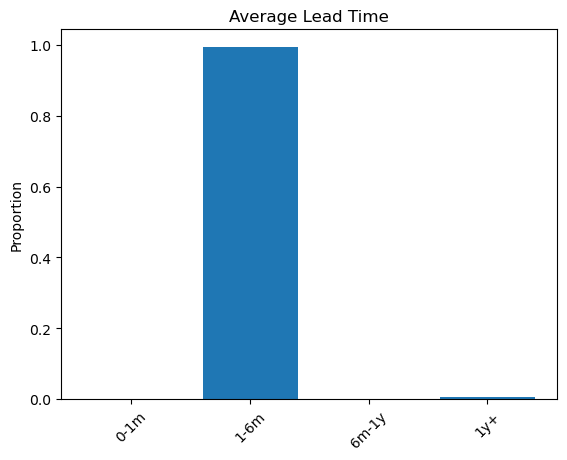 Average Lead Time
Proportion
1.0
0.8
0.6
0.4
0.2
0.0
0-1m
1-6m
6m-1y
1y+